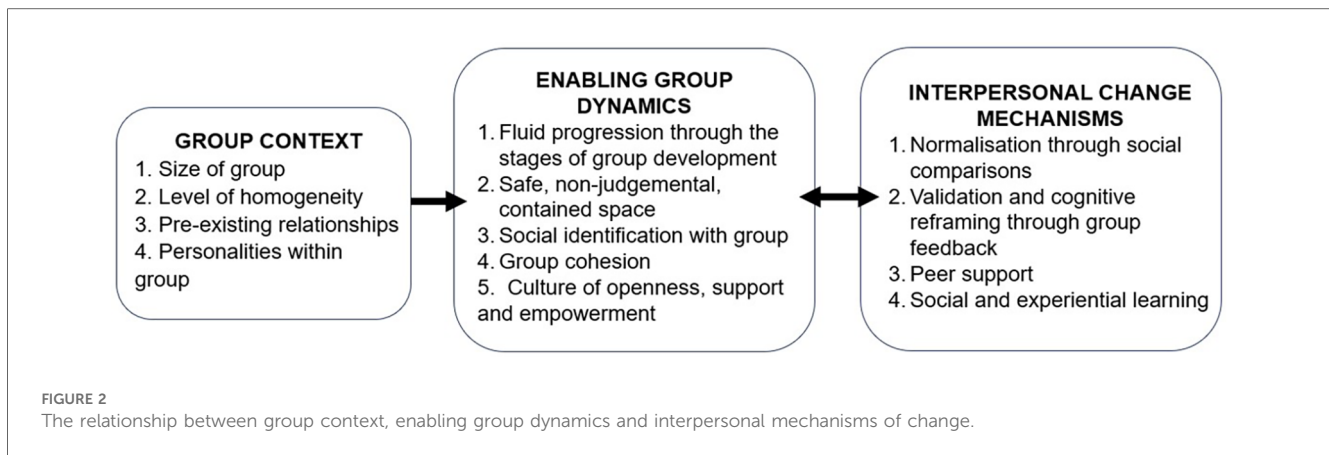 GROUP CONTEXT
1. Size of group
2. Level of homogeneity
3. Pre-existing relationships
4. Personalities within
group
ENABLING GROUP
DYNAMICS
1. Fluid progression through the
stages of group development
2. Safe, non-judgemental,
contained space
3. Social identification with group
4. Group cohesion
5. Culture of openness, support
and empowerment
INTERPERSONAL CHANGE
MECHANISMS
1. Normalisation through social
comparisons
2. Validation and cognitive
reframing through group
feedback
3. Peer support
4. Social and experiential learning
FIGURE 2
The relationship between group context, enabling group dynamics and interpersonal mechanisms of change.